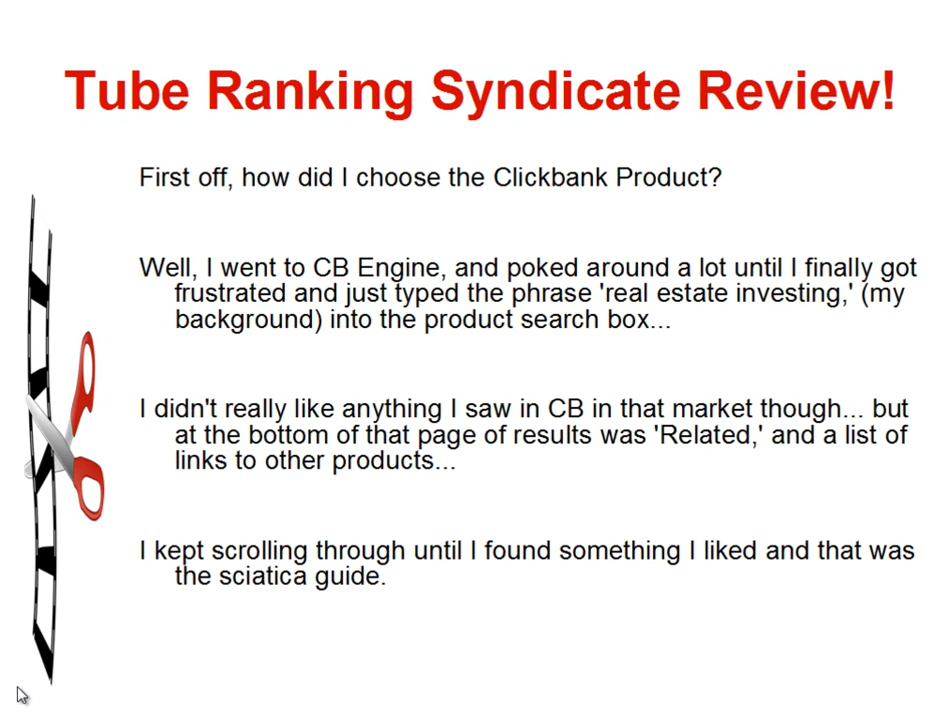 Tube Ranking Syndicate Review!
First off, how did I choose the Clickbank Product?
Well, I went to CB Engine, and poked around a lot until I finally got
frustrated and just typed the phrase 'real estate investing,' (my
background) into the product search box...
I didn't really like anything I saw in CB in that market though... but
at the bottom of that page of results was 'Related,' and a list of
links to other products...
I kept scrolling through until I found something I liked and that was
the sciatica guide.